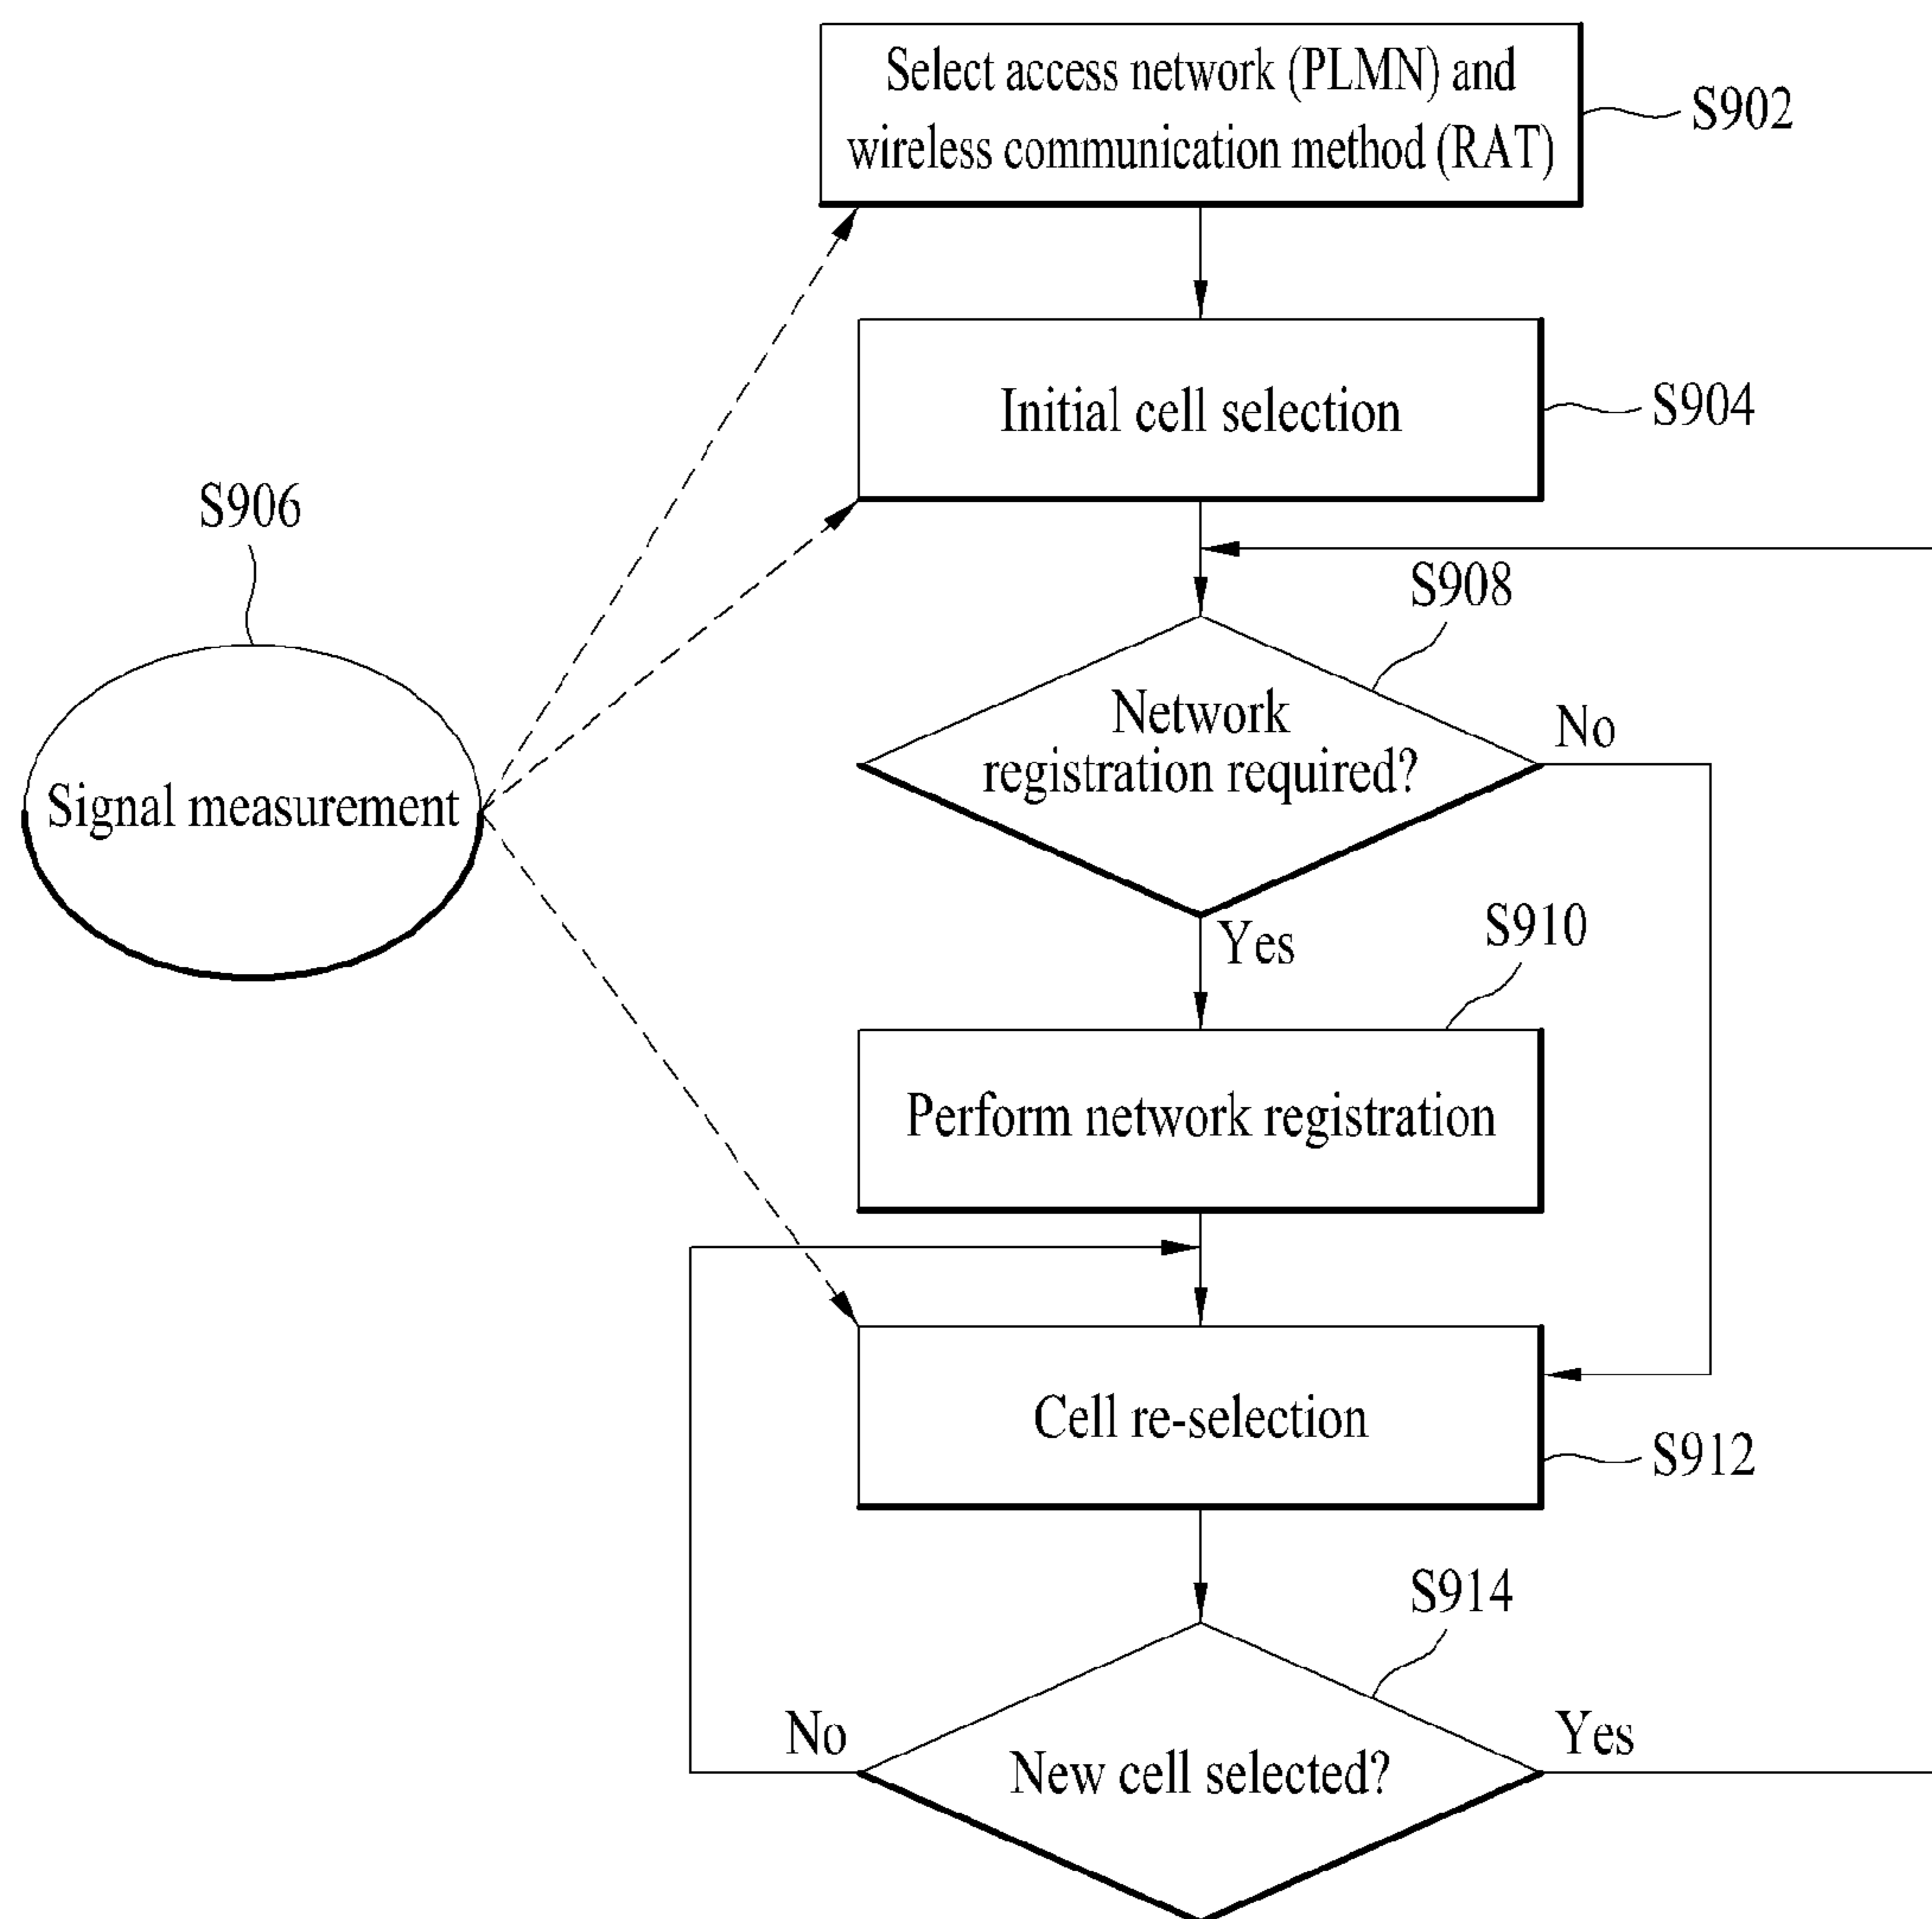 Select access network (PLMN) and
wireless communication method (RAT)
S902
Initial cell selection
S904
S906
Signal measurement
S908
Network
registration required?
No
Yes
S910
Perform network registration
Cell re-selection
S912
S914
No
New cell selected?
Yes